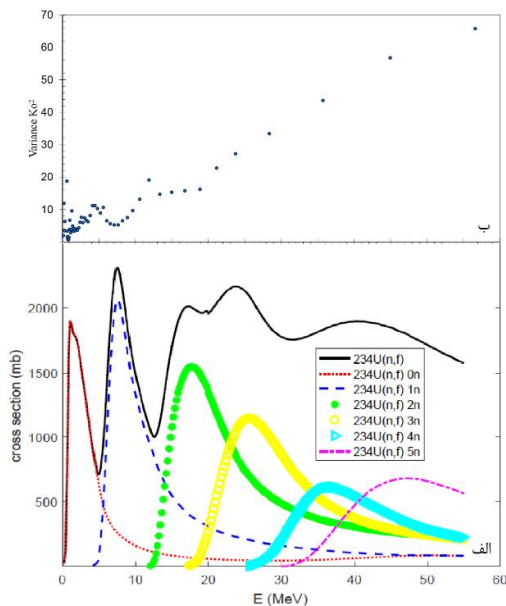 70
60
50
40
30
20
10
Variance Κσ²
ب
2000
1500
1000
500
cross section (mb)
234U(n,f)
234U(n,f) 0n
234U(n,f) 1n
234U(n,f) 2n
234U(n,f) 3n
234U(n,f) 4n
234U(n,f) 5n
الف
0 10 20 30 40 50 60
E (MeV)